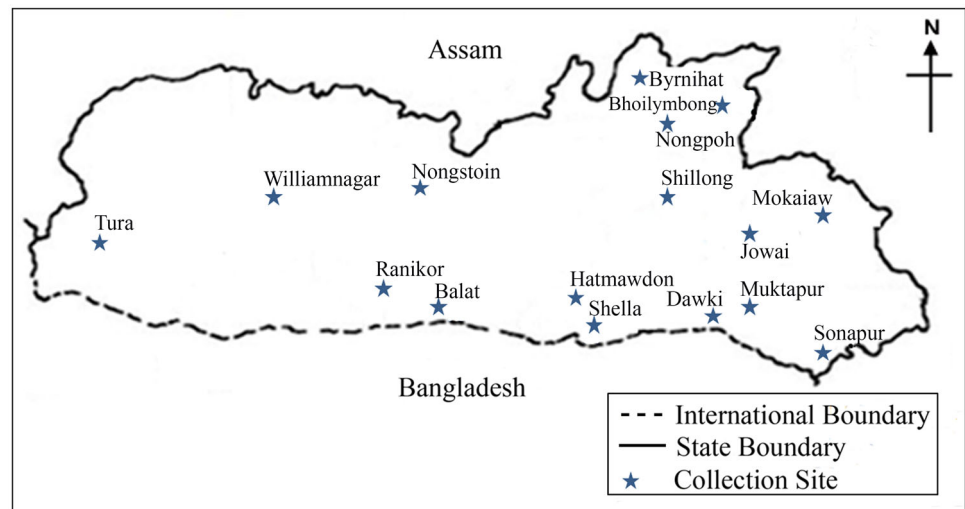 Assam
N
Byrnihat
Bhoilymbong
Nongpoh
Nongstoin
Williamnagar
Shillong
Mokaiaw
Tura
Jowai
Ranikor
Balat
Hatmawdon
Shella
Dawki
Muktapur
Sonapur
Bangladesh
International Boundary
State Boundary
Collection Site